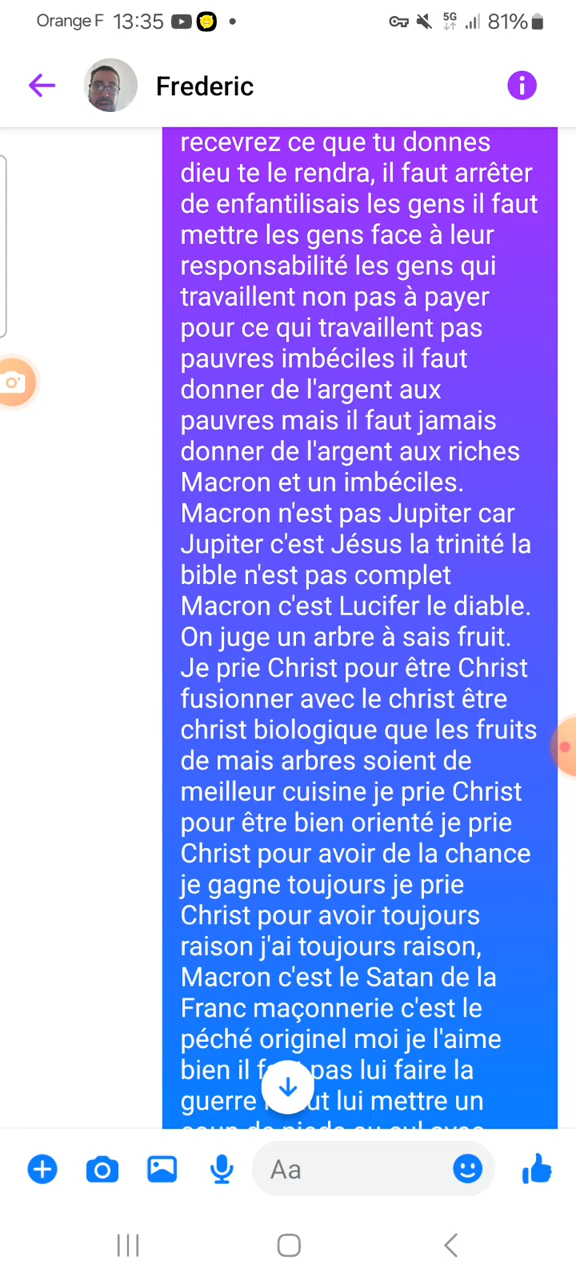 Orange F 13:35
5G 81%
Frederic
recevrez ce que tu donnes
dieu te le rendra, il faut arrêter
de enfantilisais les gens il faut
mettre les gens face à leur
responsabilité les gens qui
travaillent non pas à payer
pour ce qui travaillent pas
pauvres imbéciles il faut
donner de l'argent aux
pauvres mais il faut jamais
donner de l'argent aux riches
Macron et un imbéciles.
Macron n'est pas Jupiter car
Jupiter c'est Jésus la trinité la
bible n'est pas complet
Macron c'est Lucifer le diable.
On juge un arbre à sais fruit.
Je prie Christ pour être Christ
fusionner avec le christ être
christ biologique que les fruits
de mais arbres soient de
meilleur cuisine je prie Christ
pour être bien orienté je prie
Christ pour avoir de la chance
je gagne toujours je prie
Christ pour avoir toujours
raison j'ai toujours raison,
Macron c'est le Satan de la
Franc maçonnerie c'est le
péché originel moi je l'aime
bien il pas lui faire la
guerre lui mettre un
Aa